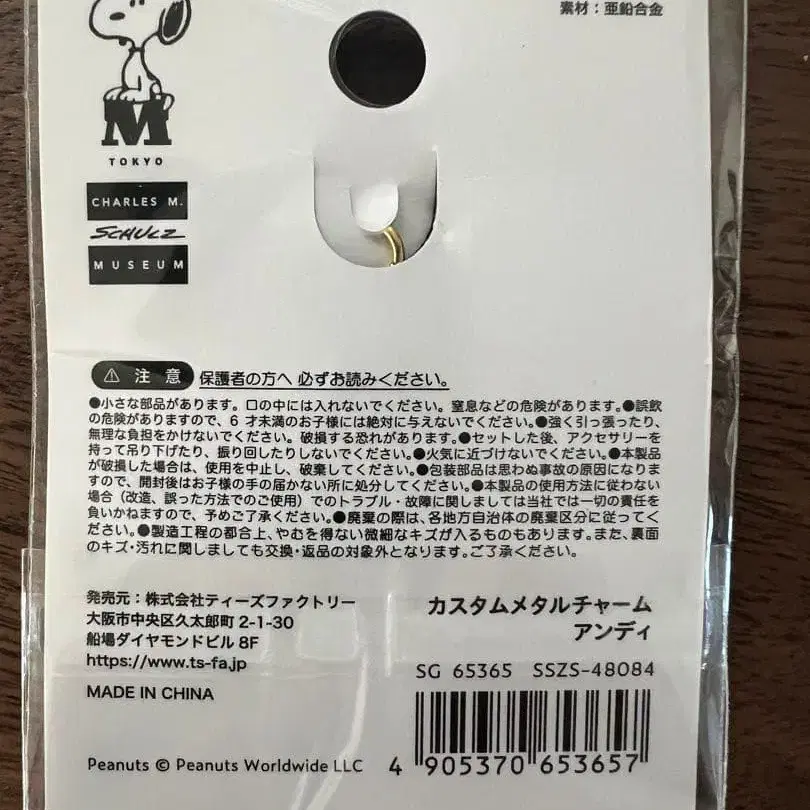 素材：亜鉛合金
M
TOKYO
CHARLES M.
SCHULZ
MUSEUM
⚠ 注意 保護者の方へ 必ずお読みください。
●小さな部品があります。口の中には入れないでください。窒息などの危険があります。●誤飲
の危険がありますので、6 才未満のお子様には絶対に与えないでください。●強く引っ張ったり、
無理な負担をかけないでください。破損する恐れがあります。●セットした後、アクセサリーを
持って吊り下げたり、振り回したりしないでください。●火気に近づけないでください。●本製品
が破損した場合は、使用を中止し、破棄してください。●包装部品は思わぬ事故の原因になりま
すので、開封後はお子様の手の届かない所に処分してください。●本製品の使用方法に従わない
場合（改造、誤った方法でのご使用）でのトラブル・故障に関しましては当社では一切の責任を
負いかねますので、予めご了承ください。●廃棄の際は、各地方自治体の廃棄区分に従ってく
ださい。●製造工程の都合上、やむを得ない微細なキズが入るものもあります。また、裏面
のキズ・汚れに関しましても交換・返品の対象外となります。ご了承ください。
発売元：株式会社ティーズファクトリー
大阪市中央区久太郎町 2-1-30
船場ダイヤモンドビル 8F
https://www.ts-fa.jp
MADE IN CHINA
カスタムメタルチャーム
アンディ
SG 65365 SSZS-48084
Peanuts © Peanuts Worldwide LLC
4 905370 653657